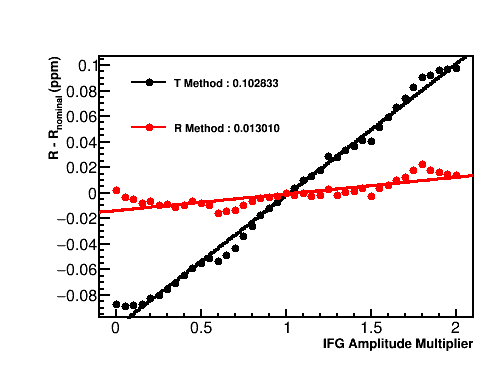 R - Rnominal (ppm)
0.1
0.08
0.06
0.04
0.02
0
−0.02
−0.04
−0.06
−0.08
T Method : 0.102833
R Method : 0.013010
0 0.5 1 1.5 2
IFG Amplitude Multiplier